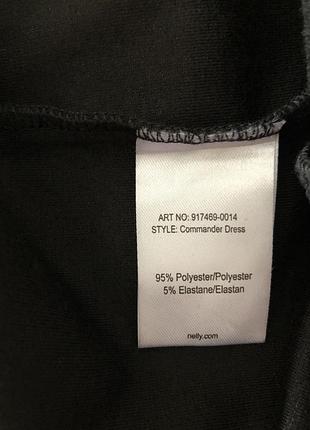 ART NO: 917469-0014
STYLE: Commander Dress
95% Polyester/Polyester
5% Elastane/Elastan
nelly.com